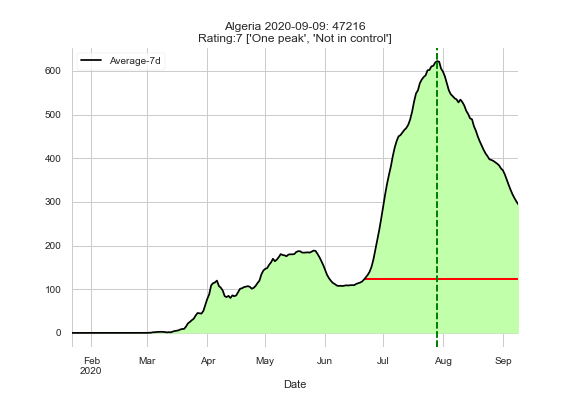 Algeria 2020-09-09: 47216
Rating:7 ['One peak', 'Not in control']
Average-7d
600
500
400
300
200
100
0
Feb Mar Apr May Jun Jul Aug Sep
2020
Date